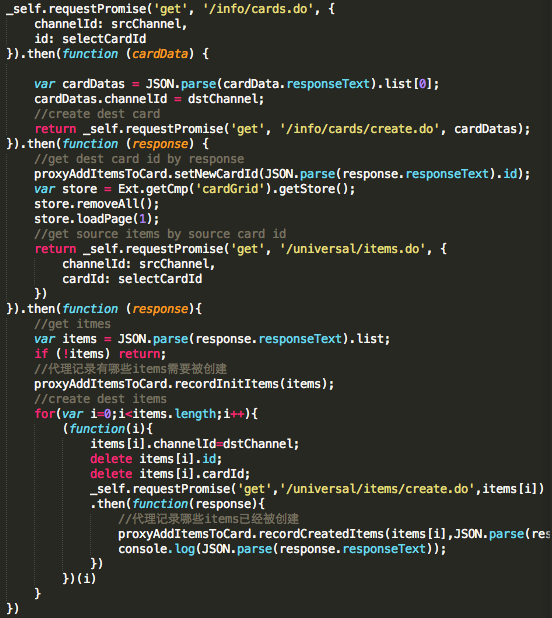 _self.requestPromise('get', '/info/cards.do', {
    channelId: srcChannel,
    id: selectCardId
}).then(function (cardData) {

    var cardDatas = JSON.parse(cardData.responseText).list[0];
    cardDatas.channelId = dstChannel;
    //create dest card
    return _self.requestPromise('get', '/info/cards/create.do', cardDatas);
}).then(function (response) {
    //get dest card id by response
    proxyAddItemsToCard.setNewCardId(JSON.parse(response.responseText).id);
    var store = Ext.getCmp('cardGrid').getStore();
    store.removeAll();
    store.loadPage(1);
    //get source items by source card id
    return _self.requestPromise('get', '/universal/items.do', {
        channelId: srcChannel,
        cardId: selectCardId
    })
}).then(function (response){
    //get itmes
    var items = JSON.parse(response.responseText).list;
    if (!items) return;
    //代理记录有哪些items需要被创建
    proxyAddItemsToCard.recordInitItems(items);
    //create dest items
    for(var i=0;i<items.length;i++){
        (function(i){
            items[i].channelId=dstChannel;
            delete items[i].id;
            delete items[i].cardId;
            _self.requestPromise('get','/universal/items/create.do',items[i])
            .then(function(response){
                //代理记录哪些items已经被创建
                proxyAddItemsToCard.recordCreatedItems(items[i],JSON.parse(res
                console.log(JSON.parse(response.responseText));
            })
        })(i)
    }
})